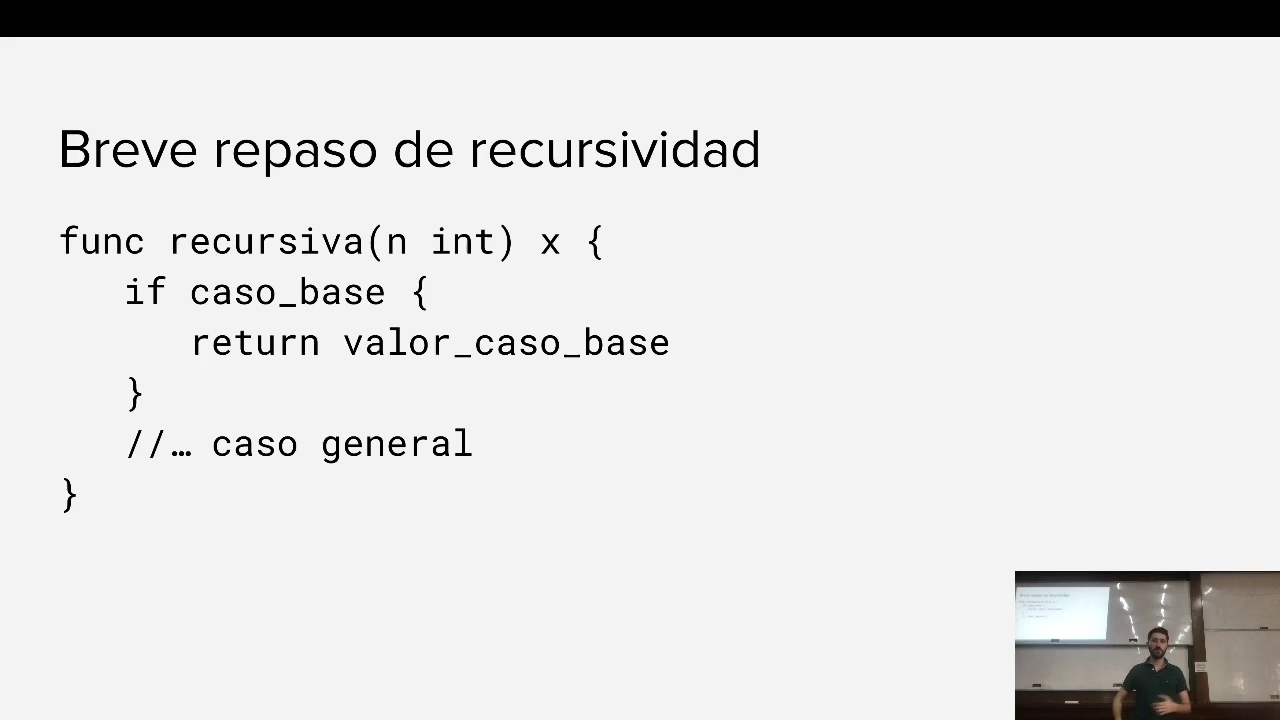 Breve repaso de recursividad
func recursiva(n int) x {
if caso_base {
return valor_caso_base
}
//… caso general
}